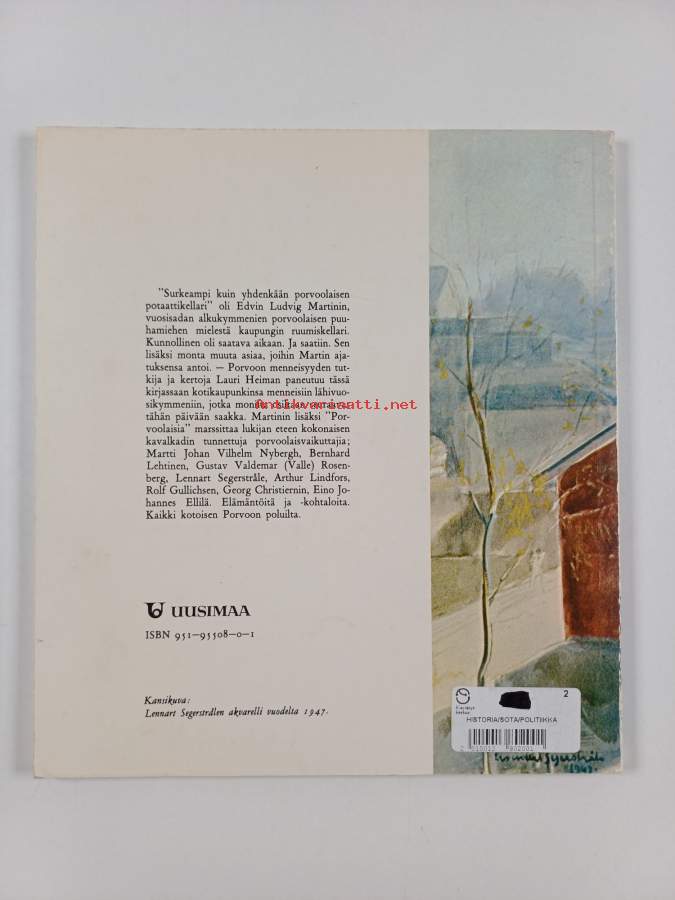 "Surkeampi kuin yhdenkään porvoolaisen
potaattikellari" oli Edvin Ludvig Martinin,
vuosisadan alkukymmenien porvoolaisen puu-
hamiehen mielestä kaupungin ruumiskellari.
Kunnollinen oli saatava aikaan. Ja saatiin. Sen
lisäksi monta muuta asiaa, joihin Martin aja-
tuksensa antoi. — Porvoon menneisyyden tut-
kija ja kertoja Lauri Heiman paneutuu tässä
kirjassaan kotikaupunkinsa menneisiin lähivuo-
sikymmeniin, jotka
tähän päivään saakka. Martinin lisäksi "Por-
voolaisia" marssittaa lukijan eteen kokonaisen
kavalkadin tunnettuja porvoolaisvaikuttajia;
Martti Johan Vilhelm Nybergh, Bernhard
Lehtinen, Gustav Valdemar (Valle) Rosen-
berg, Lennart Segerstråle, Arthur Lindfors,
Rolf Gullichsen, Georg Christiernin, Eino Jo-
hannes Ellilä. Elämäntöitä ja -kohtaloita.
Kaikki kotoisen Porvoon poluilta.
antikvariaatti.net
UUSIMAA
ISBN 951–95508–0–1
Kansikuva:
Lennart Segerstrålen akvarelli vuodelta 1947.
2
HISTORIA/SOTA/POLITIIKKA
1947.